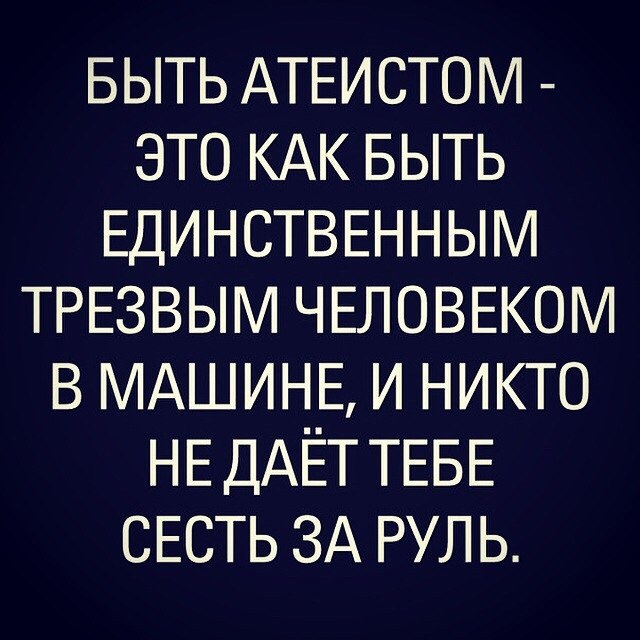 БЫТЬ АТЕИСТОМ -
ЭТО КАК БЫТЬ
ЕДИНСТВЕННЫМ
ТРЕЗВЫМ ЧЕЛОВЕКОМ
В МАШИНЕ, И НИКТО
НЕ ДАЁТ ТЕБЕ
СЕСТЬ ЗА РУЛЬ.